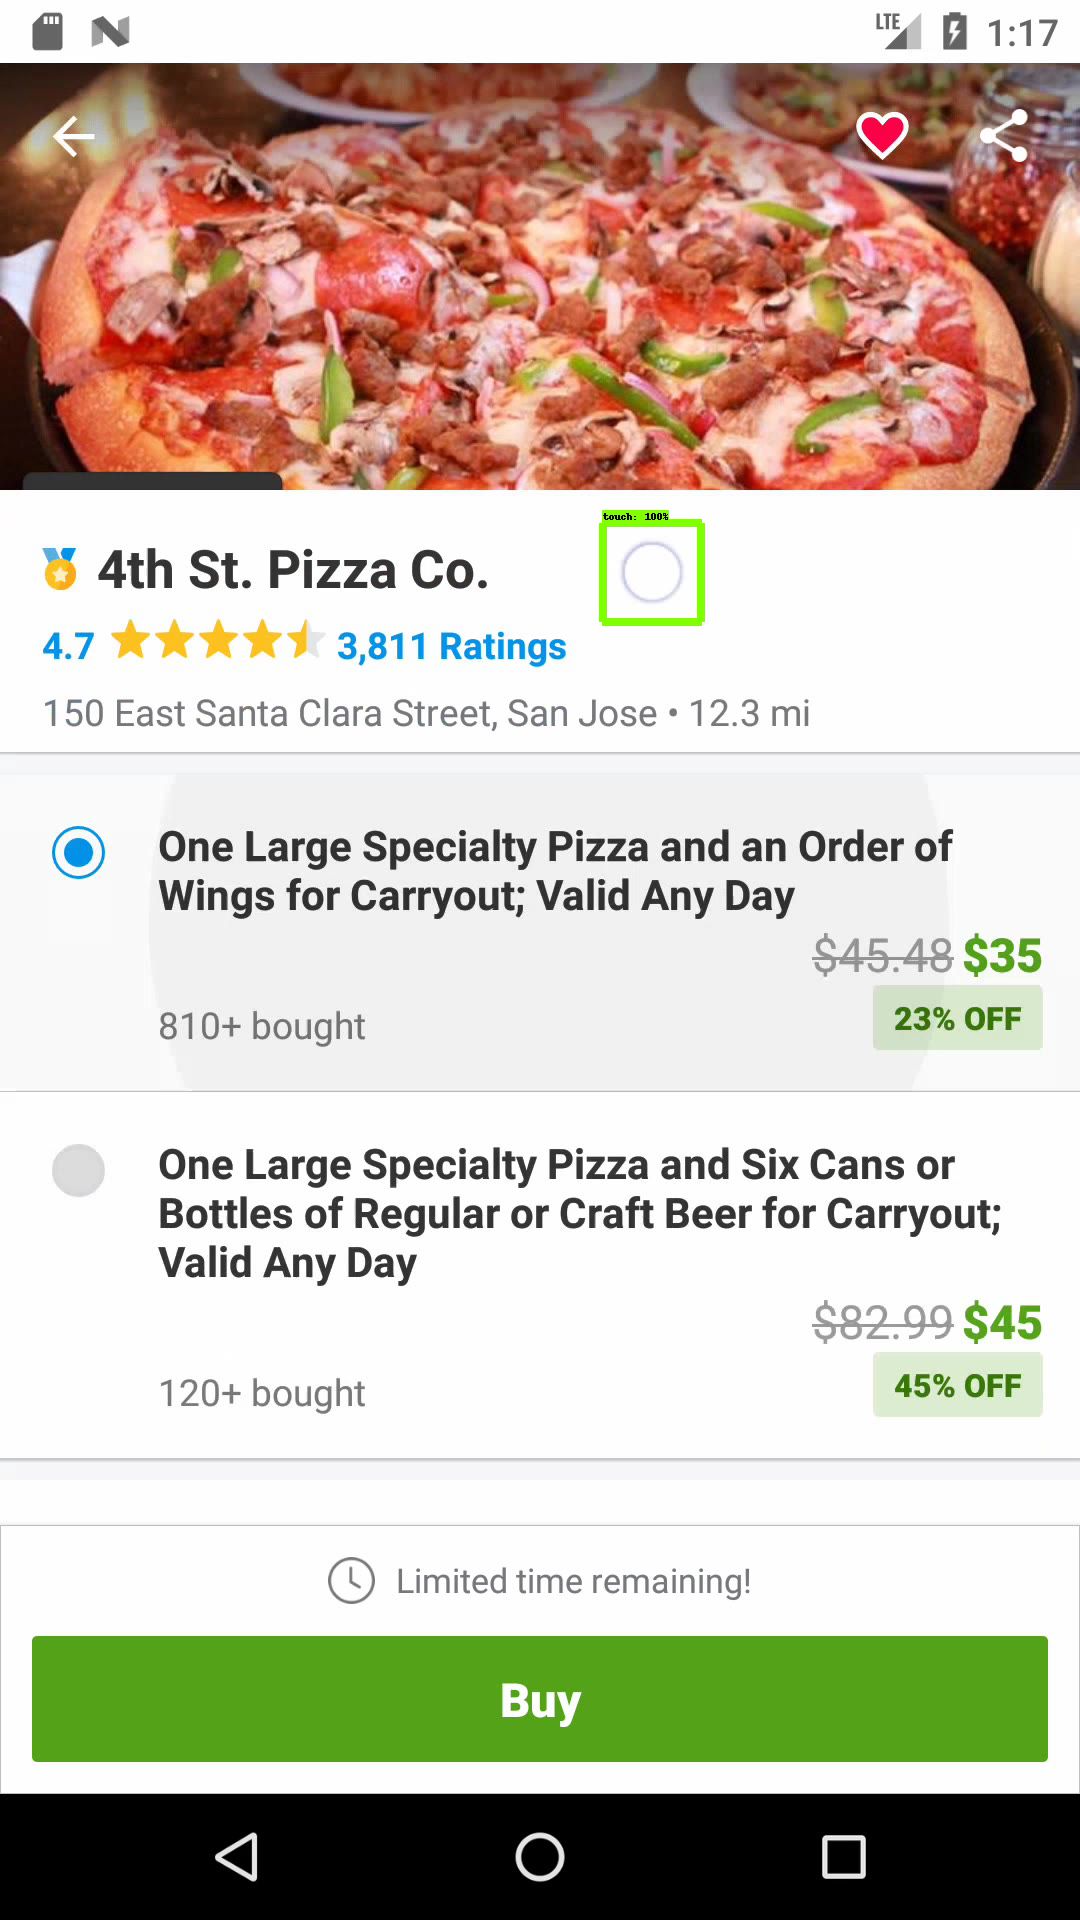 LTE 1:17
touch: 100%
4th St. Pizza Co.
4.7 3,811 Ratings
150 East Santa Clara Street, San Jose • 12.3 mi
One Large Specialty Pizza and an Order of
Wings for Carryout; Valid Any Day
$45.48 $35
810+ bought
23% OFF
One Large Specialty Pizza and Six Cans or
Bottles of Regular or Craft Beer for Carryout;
Valid Any Day
$82.99 $45
120+ bought
45% OFF
Limited time remaining!
Buy